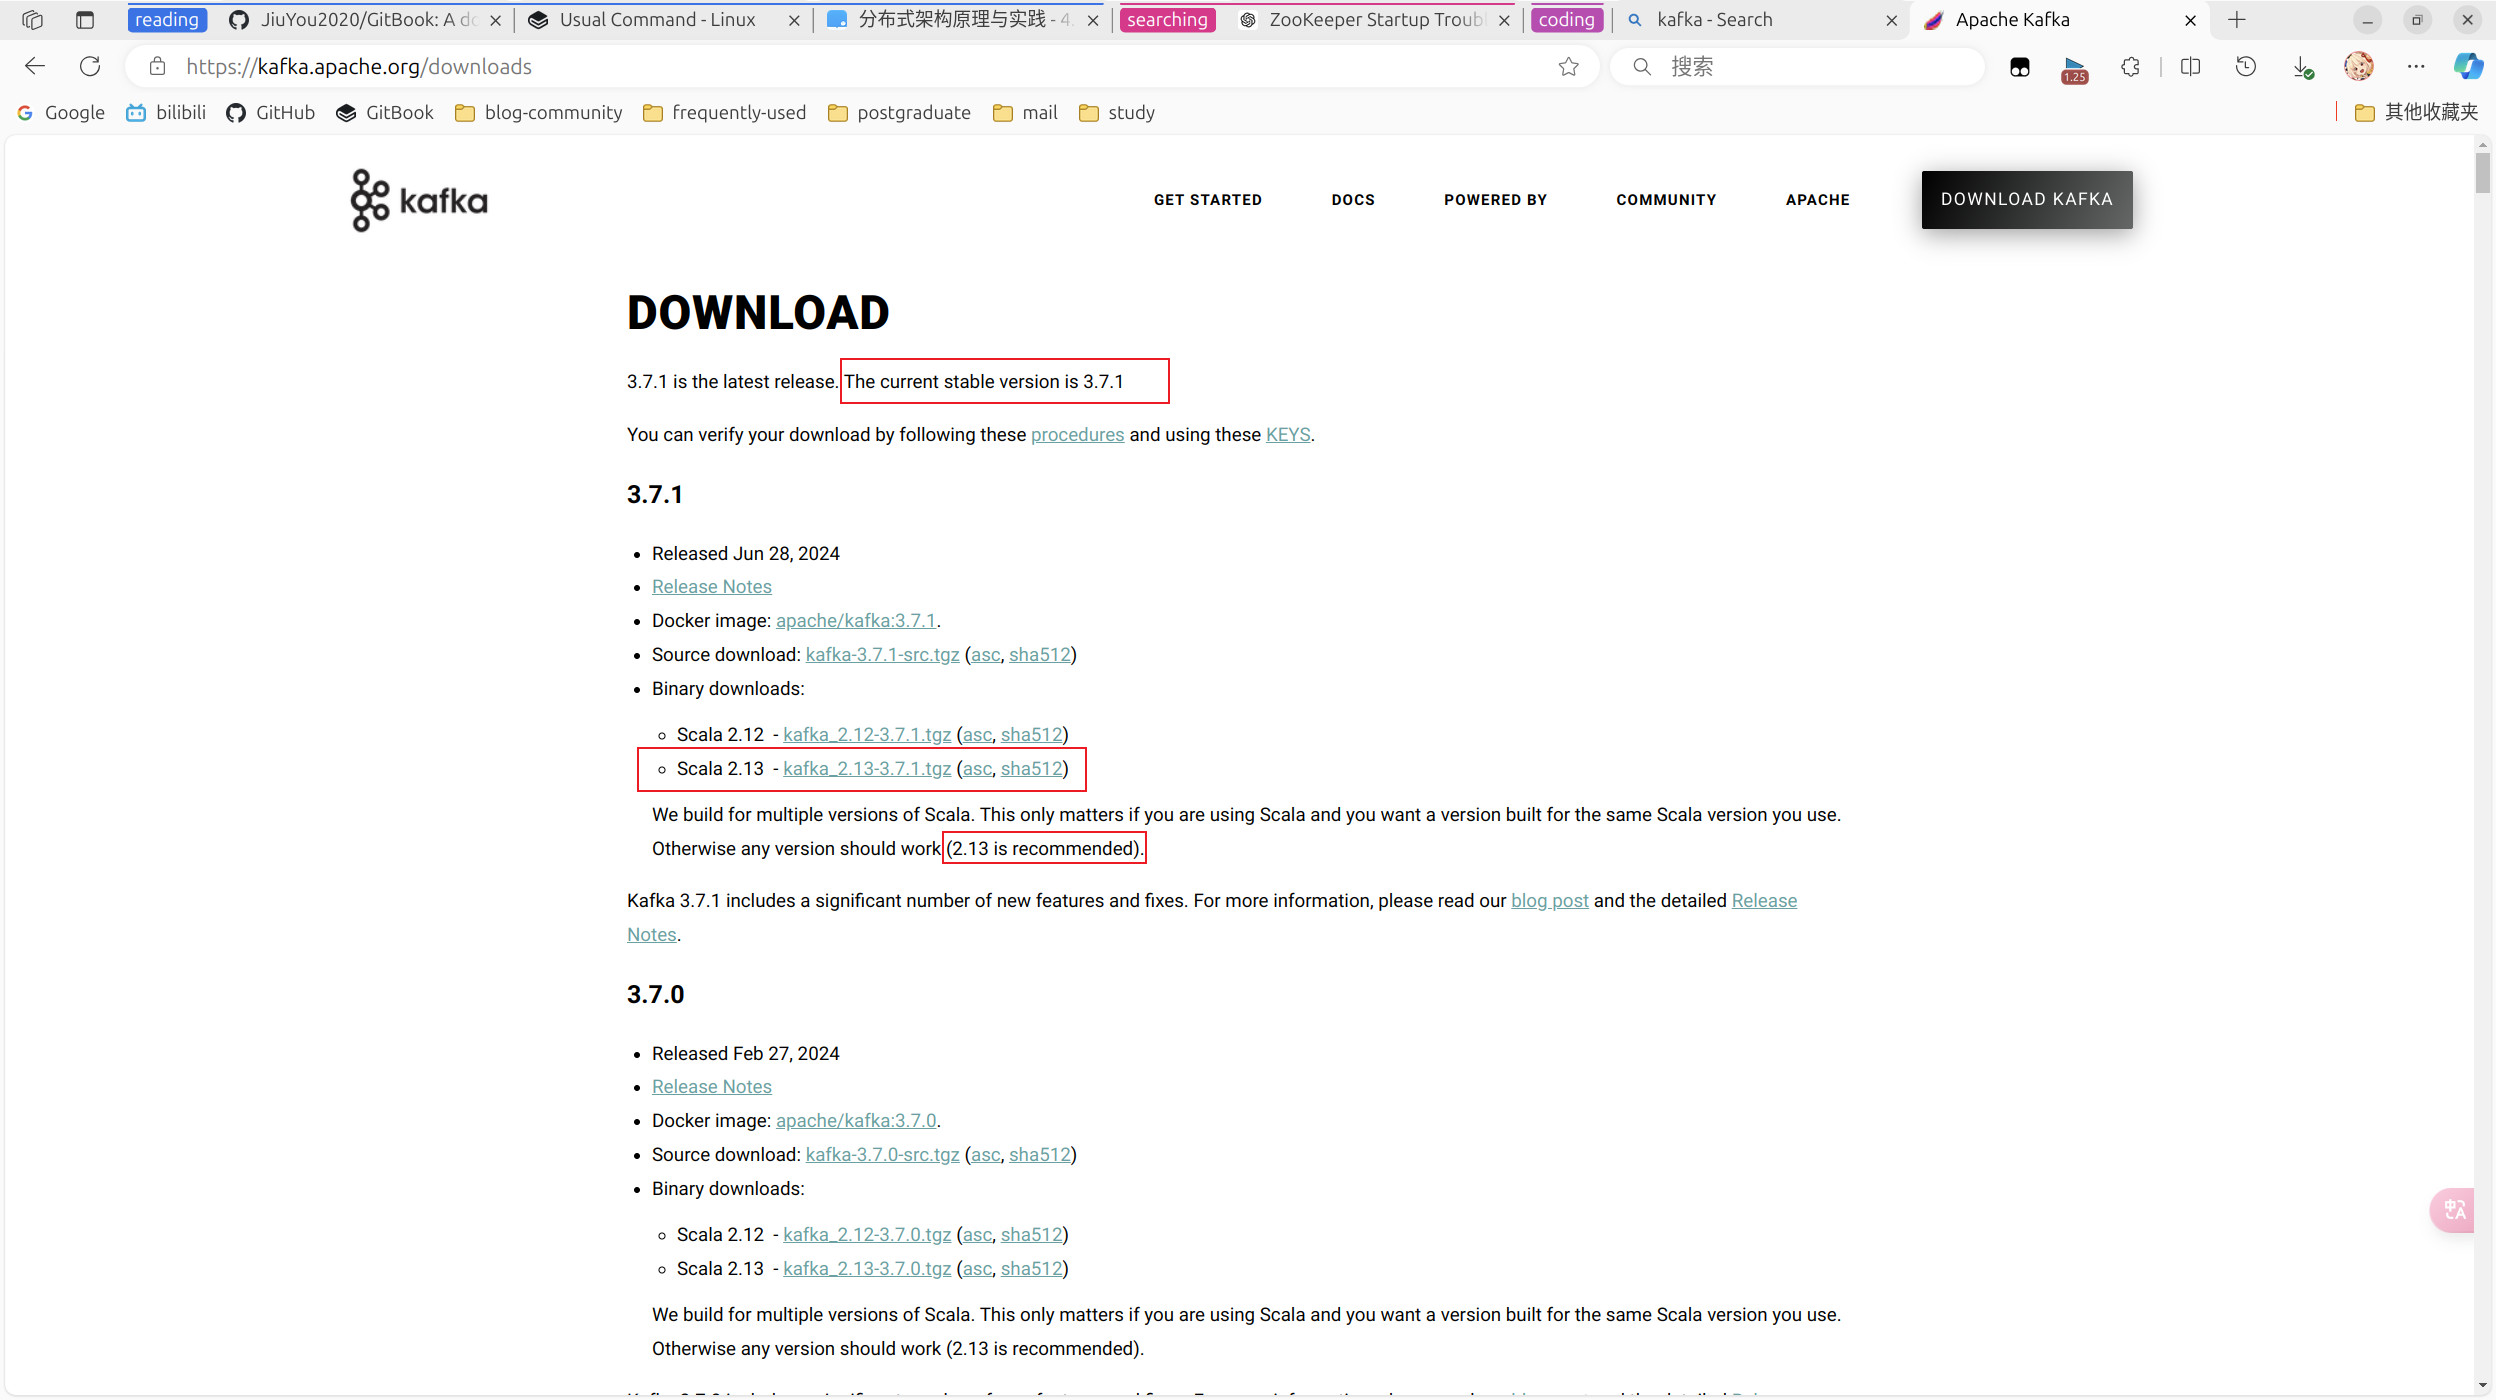 reading
JiuYou2020/GitBook: A do
Usual Command - Linux
分布式架构原理与实践 - 4.
searching
ZooKeeper Startup Troubl
coding
kafka - Search
Apache Kafka
https://kafka.apache.org/downloads
搜索
1.25
Google
bilibili
GitHub
GitBook
blog-community
frequently-used
postgraduate
mail
study
其他收藏夹
kafka
GET STARTED
DOCS
POWERED BY
COMMUNITY
APACHE
DOWNLOAD KAFKA
DOWNLOAD
3.7.1 is the latest release. The current stable version is 3.7.1
You can verify your download by following these procedures and using these KEYS.
3.7.1
Released Jun 28, 2024
Release Notes
Docker image: apache/kafka:3.7.1.
Source download: kafka-3.7.1-src.tgz (asc, sha512)
Binary downloads:
Scala 2.12 - kafka_2.12-3.7.1.tgz (asc, sha512)
Scala 2.13 - kafka_2.13-3.7.1.tgz (asc, sha512)
We build for multiple versions of Scala. This only matters if you are using Scala and you want a version built for the same Scala version you use.
Otherwise any version should work (2.13 is recommended).
Kafka 3.7.1 includes a significant number of new features and fixes. For more information, please read our blog post and the detailed Release
Notes.
3.7.0
Released Feb 27, 2024
Release Notes
Docker image: apache/kafka:3.7.0.
Source download: kafka-3.7.0-src.tgz (asc, sha512)
Binary downloads:
Scala 2.12 - kafka_2.12-3.7.0.tgz (asc, sha512)
Scala 2.13 - kafka_2.13-3.7.0.tgz (asc, sha512)
We build for multiple versions of Scala. This only matters if you are using Scala and you want a version built for the same Scala version you use.
Otherwise any version should work (2.13 is recommended).